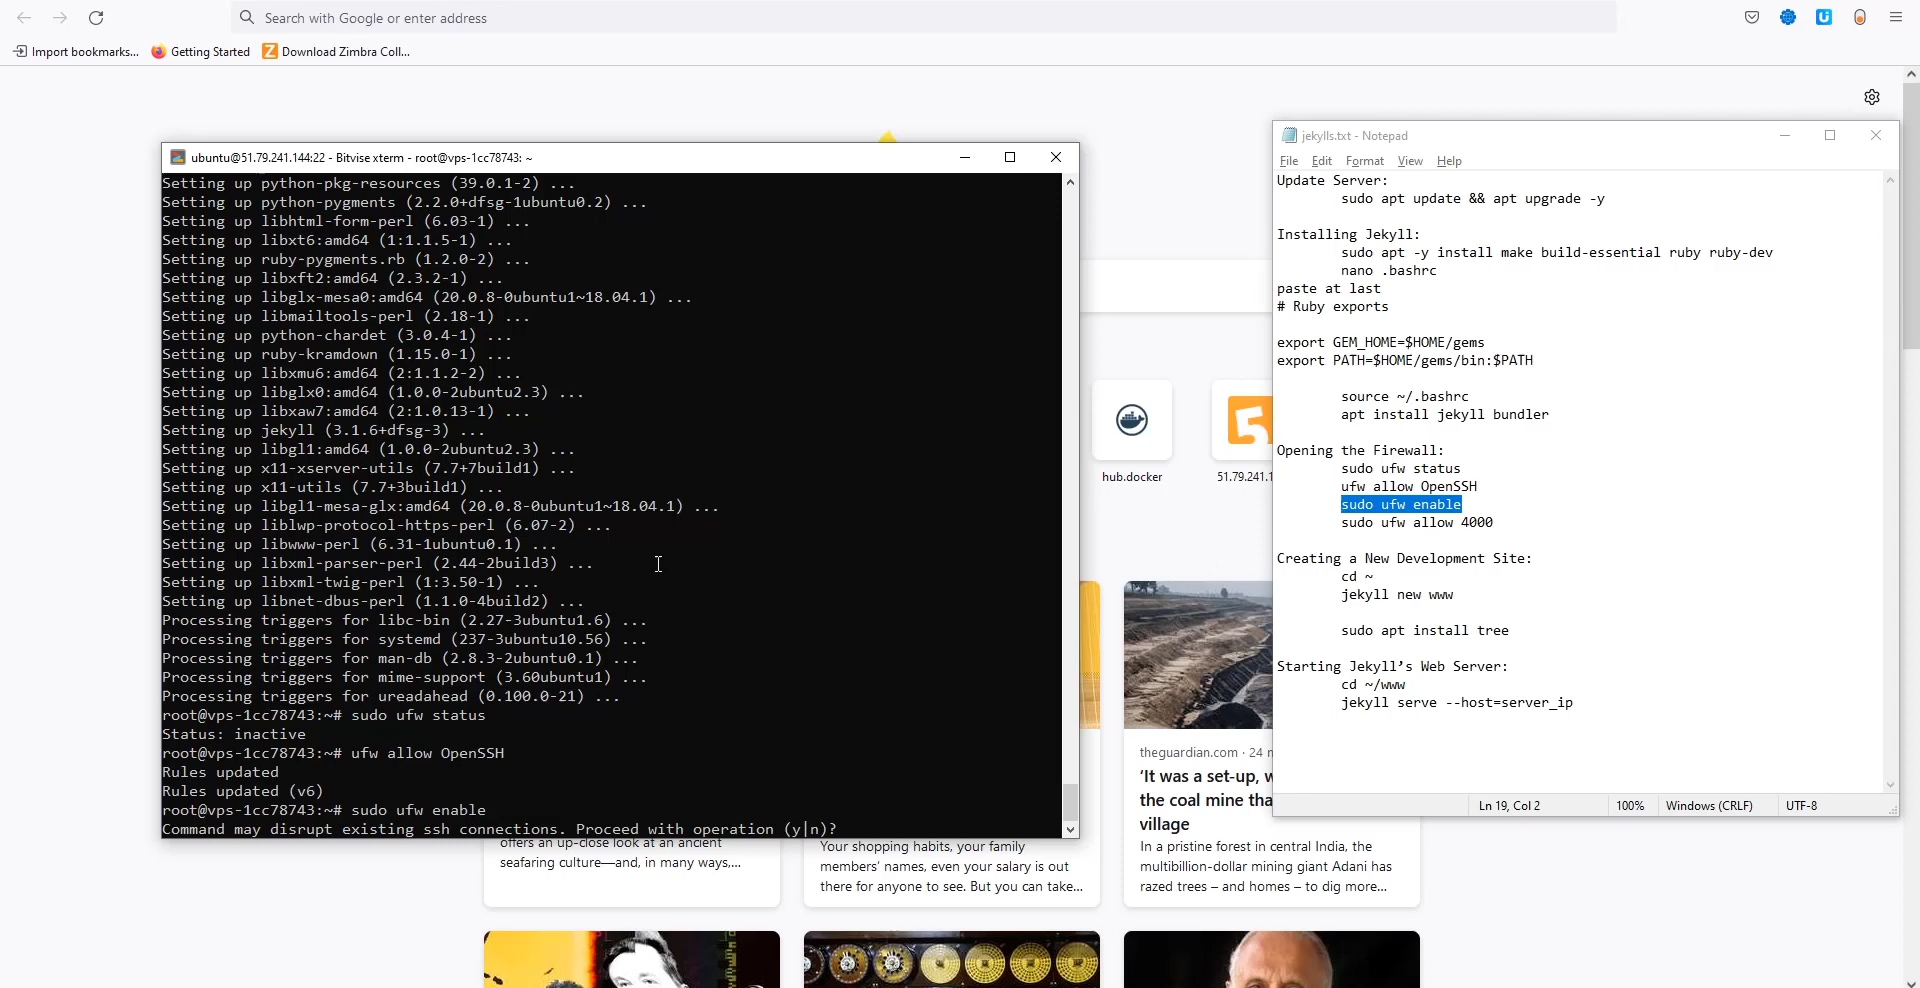 Search with Google or enter address
Import bookmarks...
Getting Started
Download Zimbra Coll...
ubuntu@51.79.241.144:22 - Bitvise xterm - root@vps-1cc78743: ~
Setting up python-pkg-resources (39.0.1-2) ...
Setting up python-pygments (2.2.0+dfsg-1ubuntu0.2) ...
Setting up libhtml-form-perl (6.03-1) ...
Setting up libxt6:amd64 (1:1.1.5-1) ...
Setting up ruby-pygments.rb (1.2.0-2) ...
Setting up libxft2:amd64 (2.3.2-1) ...
Setting up libglx-mesa0:amd64 (20.0.8-0ubuntu1~18.04.1) ...
Setting up libmailtools-perl (2.18-1) ...
Setting up python-chardet (3.0.4-1) ...
Setting up ruby-kramdown (1.15.0-1) ...
Setting up libxmu6:amd64 (2:1.1.2-2) ...
Setting up libglx0:amd64 (1.0.0-2ubuntu2.3) ...
Setting up libxaw7:amd64 (2:1.0.13-1) ...
Setting up jekyll (3.1.6+dfsg-3) ...
Setting up libgl1:amd64 (1.0.0-2ubuntu2.3) ...
Setting up x11-xserver-utils (7.7+7build1) ...
Setting up x11-utils (7.7+3build1) ...
Setting up libgl1-mesa-glx:amd64 (20.0.8-0ubuntu1~18.04.1) ...
Setting up liblwp-protocol-https-perl (6.07-2) ...
Setting up libwww-perl (6.31-1ubuntu0.1) ...
Setting up libxml-parser-perl (2.44-2build3) ...
Setting up libxml-twig-perl (1:3.50-1) ...
Setting up libnet-dbus-perl (1.1.0-4build2) ...
Processing triggers for libc-bin (2.27-3ubuntu1.6) ...
Processing triggers for systemd (237-3ubuntu10.56) ...
Processing triggers for man-db (2.8.3-2ubuntu0.1) ...
Processing triggers for mime-support (3.60ubuntu1) ...
Processing triggers for ureadahead (0.100.0-21) ...
root@vps-1cc78743:~# sudo ufw status
Status: inactive
root@vps-1cc78743:~# ufw allow OpenSSH
Rules updated
Rules updated (v6)
root@vps-1cc78743:~# sudo ufw enable
Command may disrupt existing ssh connections. Proceed with operation (y|n)?
jekylls.txt - Notepad
File Edit Format View Help
Update Server:
sudo apt update && apt upgrade -y
Installing Jekyll:
sudo apt -y install make build-essential ruby ruby-dev
nano .bashrc
paste at last
# Ruby exports
export GEM_HOME=$HOME/gems
export PATH=$HOME/gems/bin:$PATH
source ~/.bashrc
apt install jekyll bundler
Opening the Firewall:
sudo ufw status
ufw allow OpenSSH
sudo ufw enable
sudo ufw allow 4000
Creating a New Development Site:
cd ~
jekyll new www
sudo apt install tree
Starting Jekyll’s Web Server:
cd ~/www
jekyll serve --host=server_ip
Ln 19, Col 2
100%
Windows (CRLF)
UTF-8
hub.docker
51.79.241.1
offers an up-close look at an ancient
seafaring culture—and, in many ways,...
Your shopping habits, your family
members’ names, even your salary is out
there for anyone to see. But you can take...
theguardian.com · 24 m
‘It was a set-up, w
the coal mine tha
village
In a pristine forest in central India, the
multibillion-dollar mining giant Adani has
razed trees – and homes – to dig more...